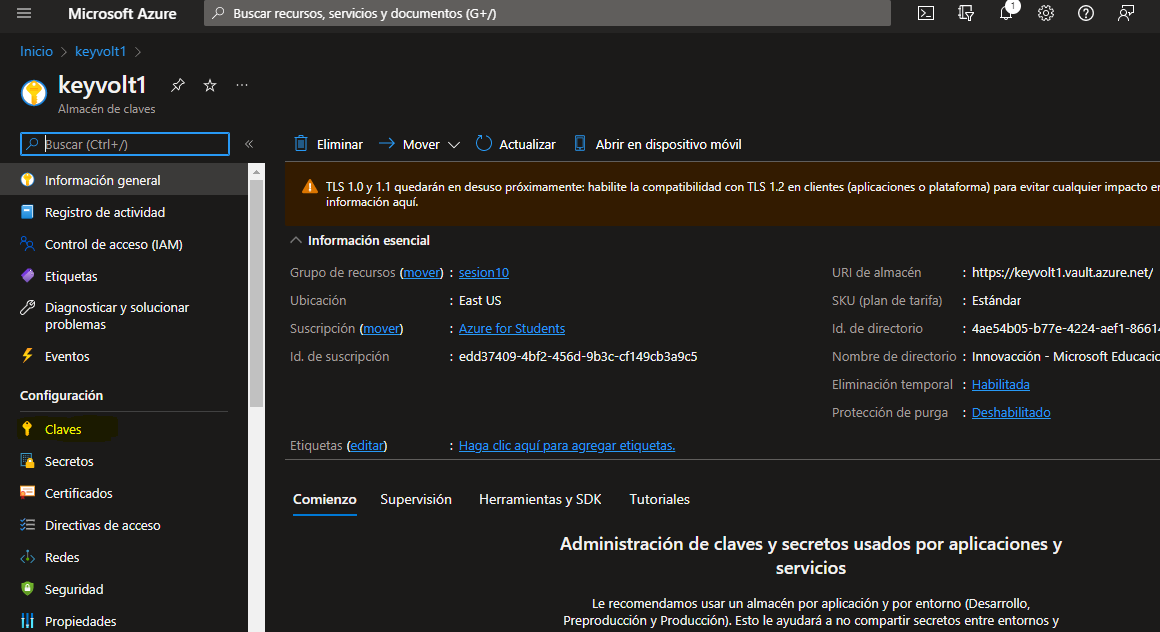 Microsoft Azure
Buscar recursos, servicios y documentos (G+/)
1
Inicio > keyvolt1 >
keyvolt1
...
Almacén de claves
Buscar (Ctrl+/)
«
Eliminar
Mover
Actualizar
Abrir en dispositivo móvil
Información general
Registro de actividad
Control de acceso (IAM)
Etiquetas
Diagnosticar y solucionar
problemas
Eventos
Configuración
Claves
Secretos
Certificados
Directivas de acceso
Redes
Seguridad
Propiedades
TLS 1.0 y 1.1 quedarán en desuso próximamente: habilite la compatibilidad con TLS 1.2 en clientes (aplicaciones o plataforma) para evitar cualquier impacto en
información aquí.
Información esencial
Grupo de recursos (mover) : sesion10
Ubicación : East US
Suscripción (mover) : Azure for Students
Id. de suscripción : edd37409-4bf2-456d-9b3c-cf149cb3a9c5
URI de almacén : https://keyvolt1.vault.azure.net/
SKU (plan de tarifa) : Estándar
Id. de directorio : 4ae54b05-b77e-4224-aef1-86614
Nombre de directorio : Innovacción - Microsoft Educacio
Eliminación temporal : Habilitada
Protección de purga : Deshabilitado
Etiquetas (editar) : Haga clic aquí para agregar etiquetas.
Comienzo
Supervisión
Herramientas y SDK
Tutoriales
Administración de claves y secretos usados por aplicaciones y
servicios
Le recomendamos usar un almacén por aplicación y por entorno (Desarrollo,
Preproducción y Producción). Esto le ayudará a no compartir secretos entre entornos y